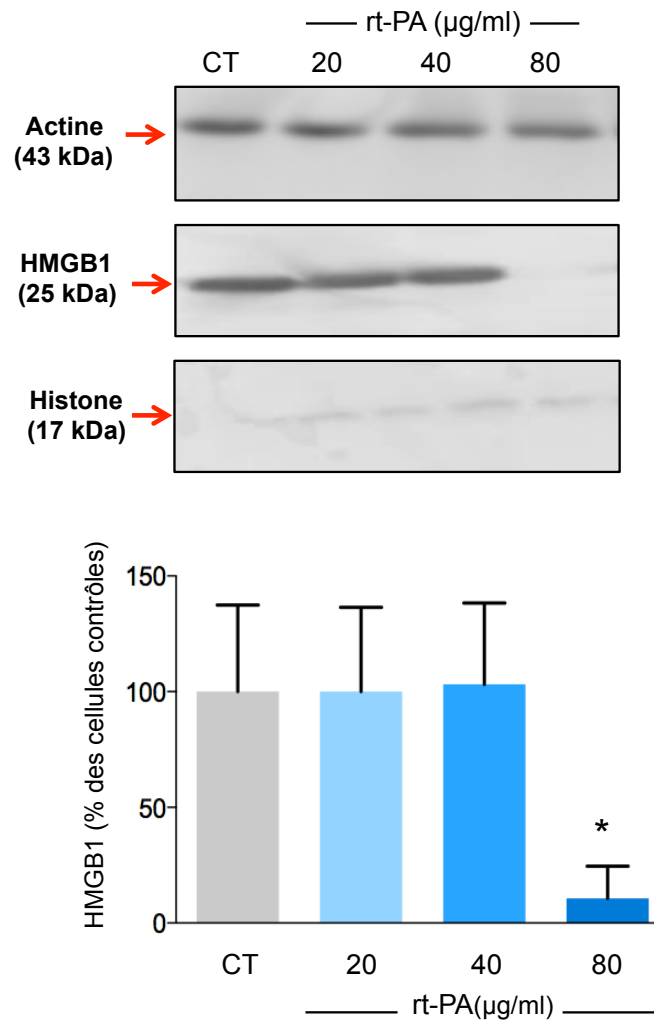 rt-PA (µg/ml)
CT 20 40 80
Actine
(43 kDa)
HMGB1
(25 kDa)
Histone
(17 kDa)
HMGB1 (% des cellules contrôles)
150
100
50
0
*
CT 20 40 80
rt-PA(µg/ml)